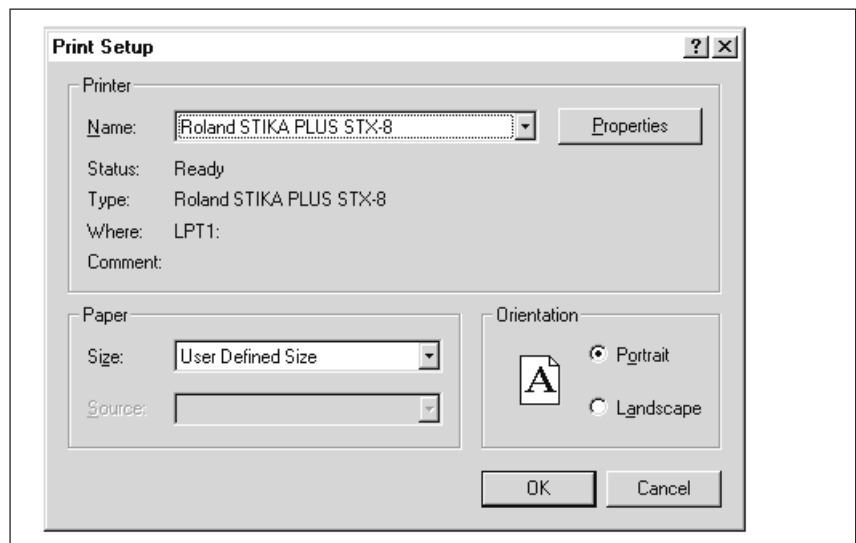 Print Setup
Printer
Name: Roland STIKA PLUS STX-8 Properties
Status: Ready
Type: Roland STIKA PLUS STX-8
Where: LPT1:
Comment:
Paper
Size: User Defined Size
Source:
Orientation
A
Portrait
Landscape
OK Cancel